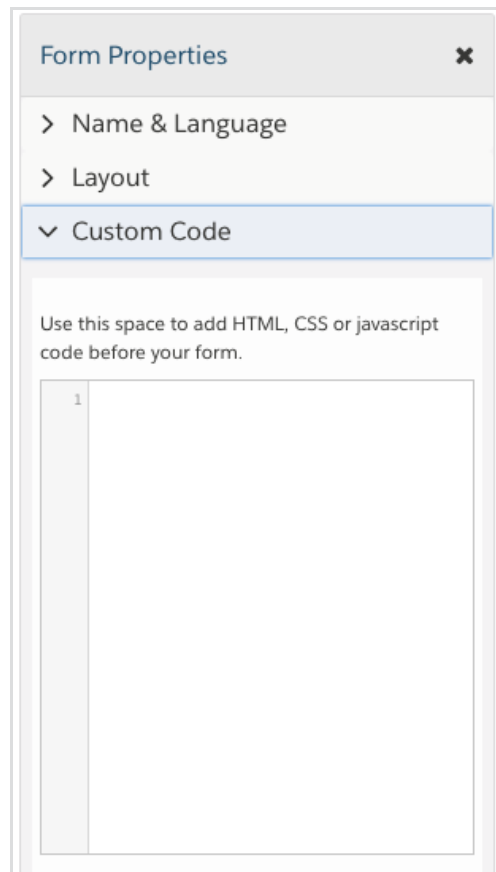 Form Properties
Name & Language
Layout
Custom Code
Use this space to add HTML, CSS or javascript
code before your form.
1